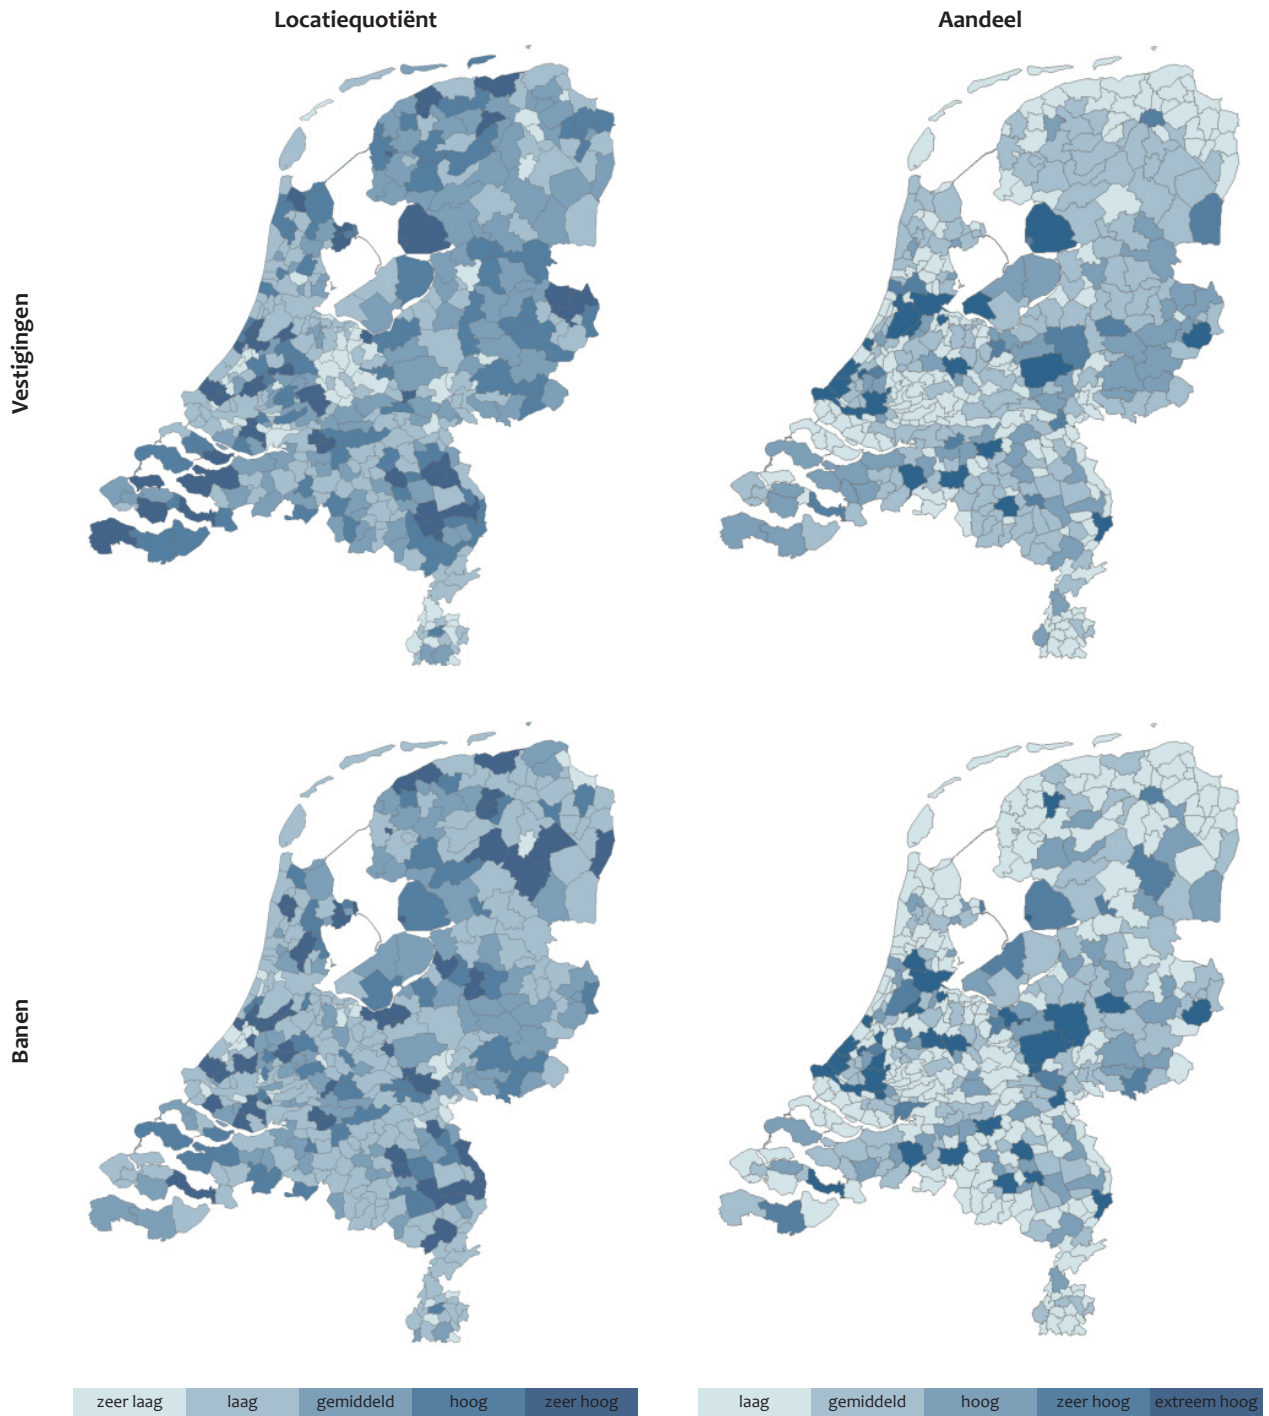 Locatiequotiënt
Aandeel
Vestigingen
Banen
zeer laag
laag
gemiddeld
hoog
zeer hoog
laag
gemiddeld
hoog
zeer hoog
extreem hoog